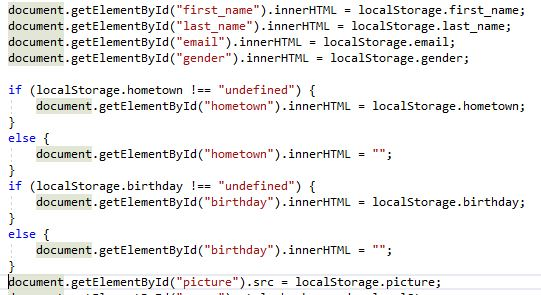 document.getElementById("first_name").innerHTML = localStorage.first_name;
document.getElementById("last_name").innerHTML = localStorage.last_name;
document.getElementById("email").innerHTML = localStorage.email;
document.getElementById("gender").innerHTML = localStorage.gender;
if (localStorage.hometown !== "undefined") {
document.getElementById("hometown").innerHTML = localStorage.hometown;
}
else {
document.getElementById("hometown").innerHTML = "";
}
if (localStorage.birthday !== "undefined") {
document.getElementById("birthday").innerHTML = localStorage.birthday;
}
else {
document.getElementById("birthday").innerHTML = "";
}
document.getElementById("picture").src = localStorage.picture;